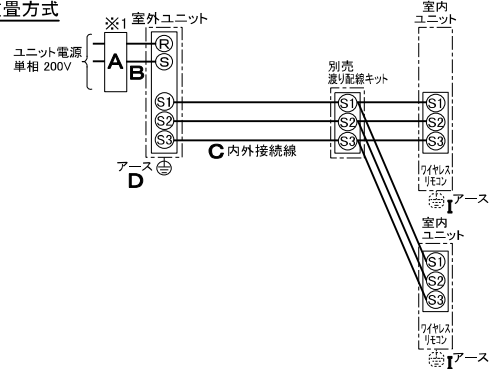 重畳方式
※1
室外ユニット
室内
ユニット
ユニット電源
単相 200V
A
B
R
S
別売
渡り配線キット
S1
S2
S3
S1
S2
S3
S1
S2
S3
C 内外接続線
アース
D
ワイヤレス
リモコン
I アース
室内
ユニット
S1
S2
S3
ワイヤレス
リモコン
I アース